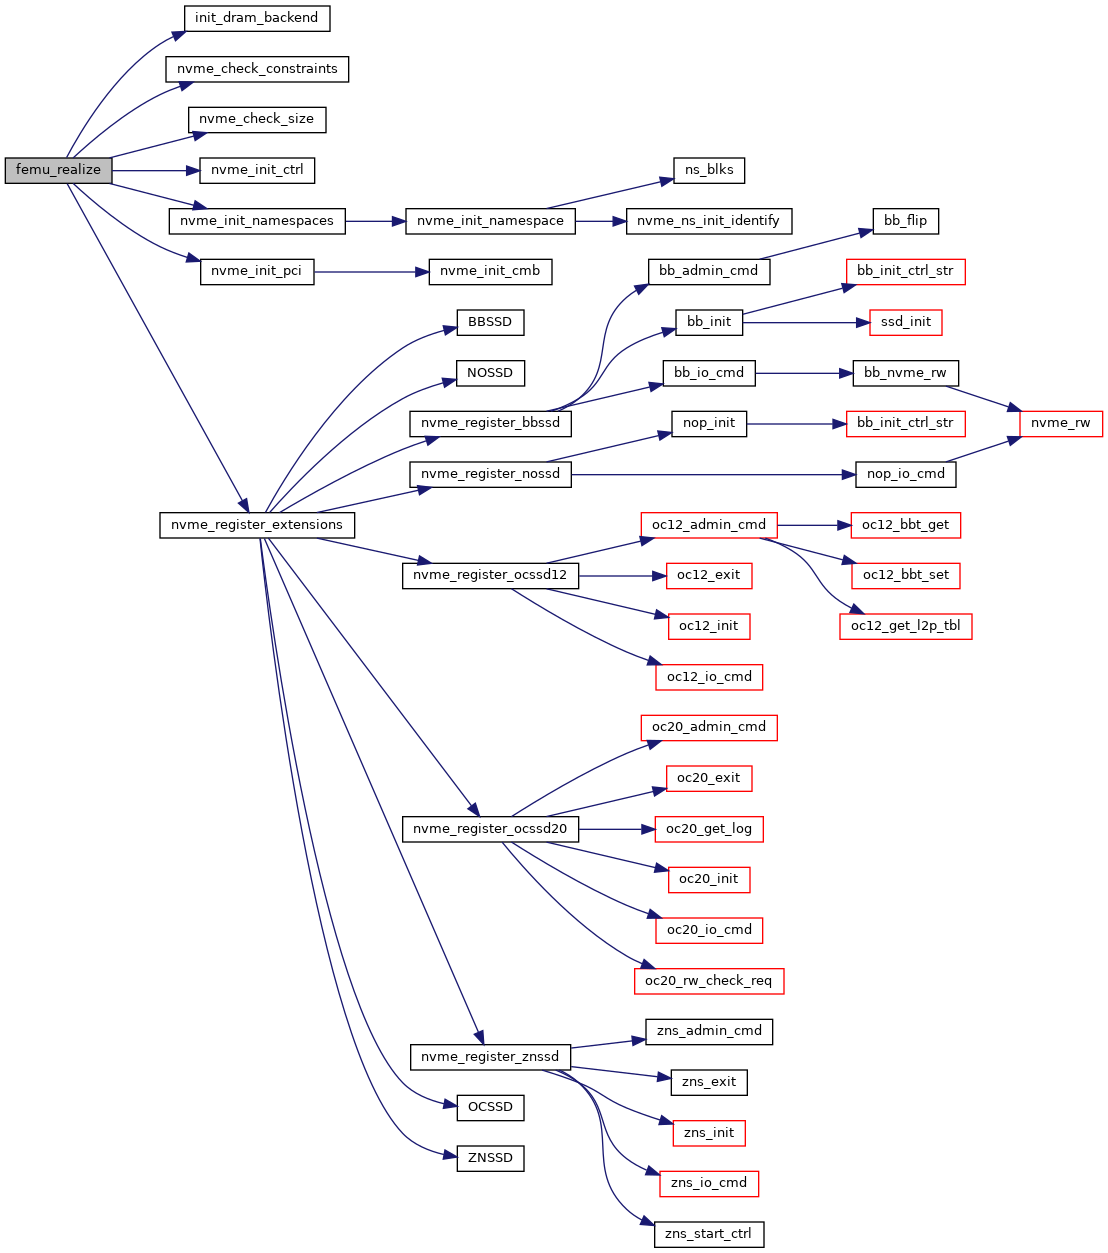 init_dram_backend
nvme_check_constraints
nvme_check_size
femu_realize
nvme_init_ctrl
ns_blks
nvme_init_namespaces
nvme_init_namespace
nvme_ns_init_identify
bb_flip
nvme_init_pci
nvme_init_cmb
bb_admin_cmd
bb_init_ctrl_str
BBSSD
bb_init
ssd_init
NOSSD
bb_io_cmd
bb_nvme_rw
nvme_register_bbssd
nop_init
bb_init_ctrl_str
nvme_rw
nvme_register_nossd
nop_io_cmd
nvme_register_extensions
oc12_admin_cmd
oc12_bbt_get
nvme_register_ocssd12
oc12_exit
oc12_bbt_set
oc12_init
oc12_get_l2p_tbl
oc12_io_cmd
oc20_admin_cmd
oc20_exit
nvme_register_ocssd20
oc20_get_log
oc20_init
oc20_io_cmd
oc20_rw_check_req
zns_admin_cmd
nvme_register_znssd
zns_exit
OCSSD
zns_init
ZNSSD
zns_io_cmd
zns_start_ctrl